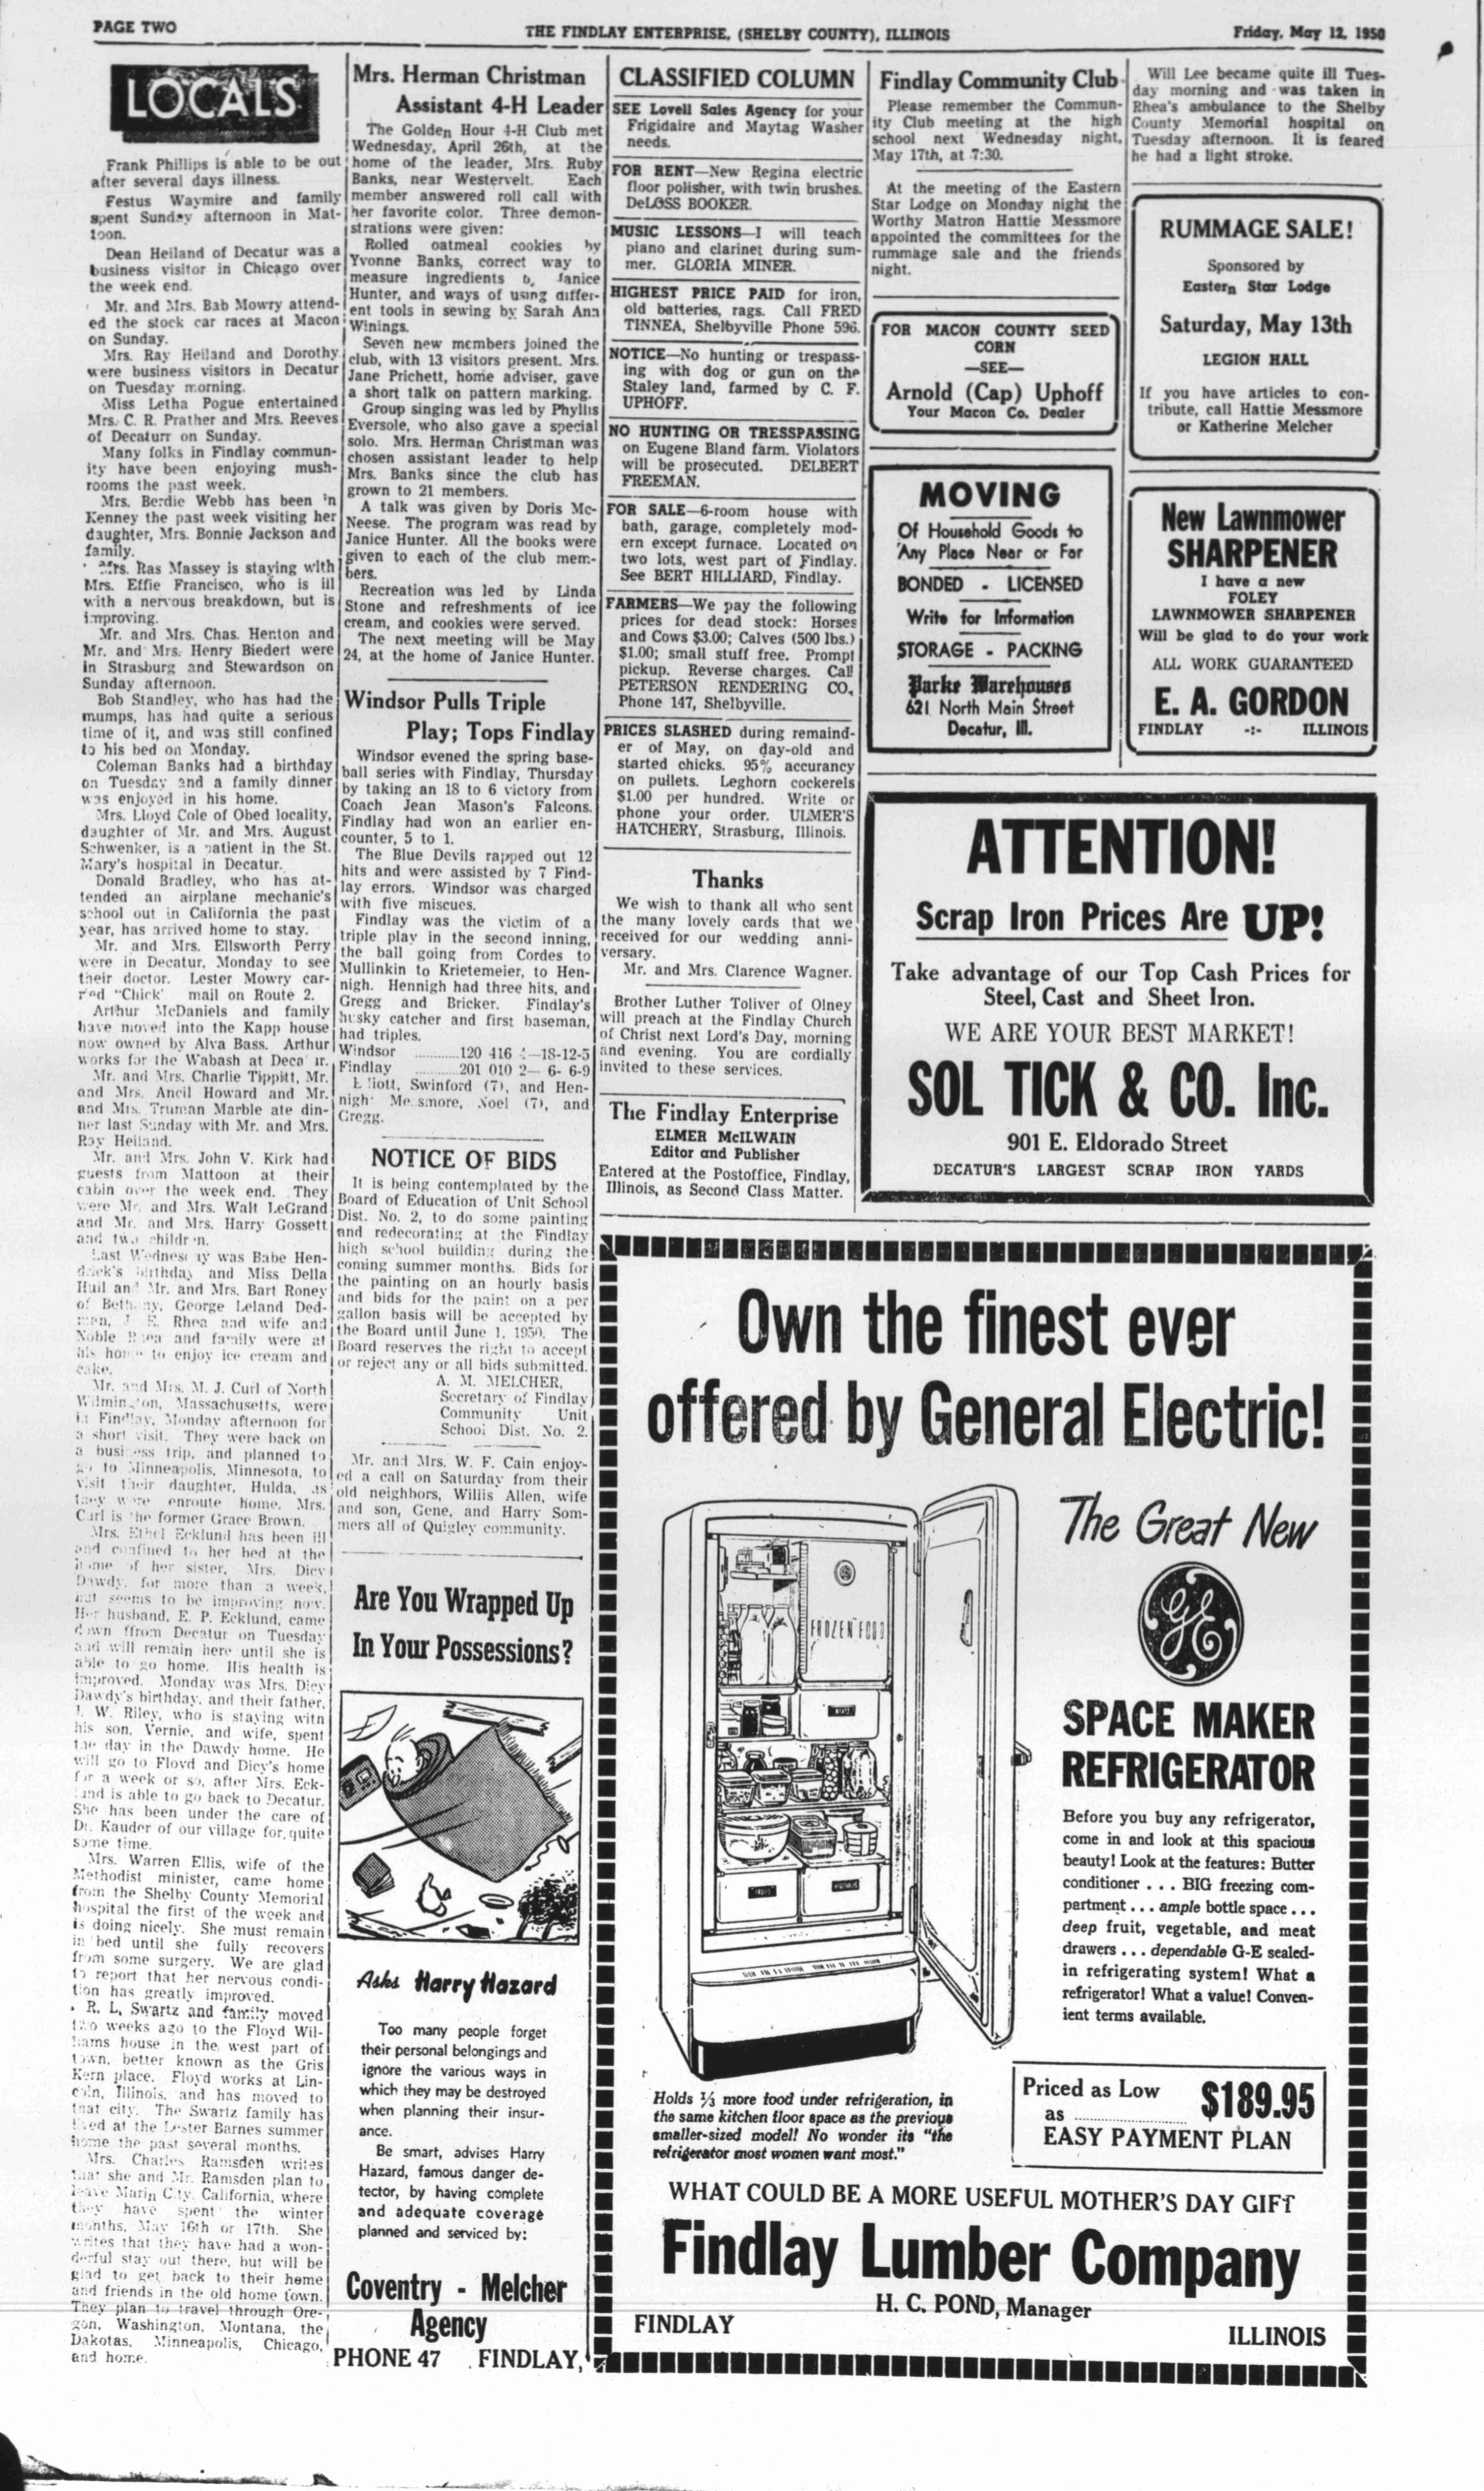 PAGE TWO
THE FINDLAY ENTERPRISE, (SHELBY COUNTY), ILLINOIS
Friday, May 12, 1950
LOCALS
Frank Phillips is able to be out
after several days illness.
Festus Waymire and family
spent Sunday afternoon in Mat-
toon.
Dean Heiland of Decatur was a
business visitor in Chicago over
the week end.
Mr. and Mrs. Bab Mowry attend-
ed the stock car races at Macon
on Sunday.
Mrs. Ray Heiland and Dorothy
were business visitors in Decatur
on Tuesday morning.
Miss Letha Pogue entertained
Mrs. C. R. Prather and Mrs. Reeves
of Decaturr on Sunday.
Many folks in Findlay commun-
ity have been enjoying mush-
rooms the past week.
Mrs. Berdie Webb has been in
Kenney the past week visiting her
daughter, Mrs. Bonnie Jackson and
family.
Mrs. Ras Massey is staying with
Mrs. Effie Francisco, who is ill
with a nervous breakdown, but is
improving.
Mr. and Mrs. Chas. Henton and
Mr. and Mrs. Henry Biedert were
in Strasburg and Stewardson on
Sunday afternoon.
Bob Standley, who has had the
mumps, has had quite a serious
time of it, and was still confined
to his bed on Monday.
Coleman Banks had a birthday
on Tuesday and a family dinner
was enjoyed in his home.
Mrs. Lloyd Cole of Obed locality,
daughter of Mr. and Mrs. August
Schwenker, is a patient in the St.
Mary's hospital in Decatur.
Donald Bradley, who has at-
tended an airplane mechanic's
school out in California the past
year, has arrived home to stay.
Mr. and Mrs. Ellsworth Perry
were in Decatur, Monday to see
their doctor. Lester Mowry car-
ried "Chick' mail on Route 2.
Arthur McDaniels and family
have moved into the Kapp house
now owned by Alva Bass. Arthur
works for the Wabash at Decatur.
Mr. and Mrs. Charlie Tippitt, Mr.
and Mrs. Ancil Howard and Mr.
and Mrs. Truman Marble ate din-
ner last Sunday with Mr. and Mrs.
Ray Heiland.
Mr. and Mrs. John V. Kirk had
guests from Mattoon at their
cabin over the week end. They
were Mr. and Mrs. Walt LeGrand
and Mr. and Mrs. Harry Gossett
and two children.
Last Wednesday was Babe Hen-
drick's birthday and Miss Della
Huil and Mr. and Mrs. Bart Roney
of Bethany, George Leland Ded-
men, J. E. Rhea and wife and
Noble Rhea and family were at
his home to enjoy ice cream and
cake.
Mr. and Mrs. M. J. Curl of North
Wilmington, Massachusetts, were
in Findlay, Monday afternoon for
a short visit. They were back on
a business trip, and planned to
go to Minneapolis, Minnesota, to
visit their daughter, Hulda, as
they were enroute home. Mrs.
Curl is the former Grace Brown.
Mrs. Ethel Ecklund has been ill
and confined to her bed at the
home of her sister, Mrs. Dicy
Dawdy, for more than a week,
but seems to be improving now.
Her husband, E. P. Ecklund, came
down ffrom Decatur on Tuesday
and will remain here until she is
able to go home. His health is
improved. Monday was Mrs. Dicy
Dawdy's birthday, and their father,
J. W. Riley, who is staying with
his son, Vernie, and wife, spent
the day in the Dawdy home. He
will go to Floyd and Dicy's home
for a week or so, after Mrs. Eck-
lund is able to go back to Decatur.
She has been under the care of
Dr. Kauder of our village for quite
some time.
Mrs. Warren Ellis, wife of the
Methodist minister, came home
from the Shelby County Memorial
hospital the first of the week and
is doing nicely. She must remain
in bed until she fully recovers
from some surgery. We are glad
to report that her nervous condi-
tion has greatly improved.
R. L. Swartz and family moved
two weeks ago to the Floyd Wil-
liams house in the west part of
town, better known as the Gris
Kern place. Floyd works at Lin-
coln, Illinois, and has moved to
that city. The Swartz family has
lived at the Lester Barnes summer
home the past several months.
Mrs. Charles Ramsden writes
that she and Mr. Ramsden plan to
leave Marin City, California, where
they have spent the winter
months, May 16th or 17th. She
writes that they have had a won-
derful stay out there, but will be
glad to get back to their home
and friends in the old home town.
They plan to travel through Ore-
gon, Washington, Montana, the
Dakotas, Minneapolis, Chicago,
and home.
Mrs. Herman Christman
Assistant 4-H Leader
The Golden Hour 4-H Club met
Wednesday, April 26th, at the
home of the leader, Mrs. Ruby
Banks, near Westervelt. Each
member answered roll call with
her favorite color. Three demon-
strations were given:
Rolled oatmeal cookies by
Yvonne Banks, correct way to
measure ingredients by Janice
Hunter, and ways of using differ-
ent tools in sewing by Sarah Ann
Winings.
Seven new members joined the
club, with 13 visitors present. Mrs.
Jane Prichett, home adviser, gave
a short talk on pattern marking.
Group singing was led by Phyllis
Eversole, who also gave a special
solo. Mrs. Herman Christman was
chosen assistant leader to help
Mrs. Banks since the club has
grown to 21 members.
A talk was given by Doris Mc-
Neese. The program was read by
Janice Hunter. All the books were
given to each of the club mem-
bers.
Recreation was led by Linda
Stone and refreshments of ice
cream, and cookies were served.
The next meeting will be May
24, at the home of Janice Hunter.
Windsor Pulls Triple
Play; Tops Findlay
Windsor evened the spring base-
ball series with Findlay, Thursday
by taking an 18 to 6 victory from
Coach Jean Mason's Falcons.
Findlay had won an earlier en-
counter, 5 to 1.
The Blue Devils rapped out 12
hits and were assisted by 7 Find-
lay errors. Windsor was charged
with five miscues.
Findlay was the victim of a
triple play in the second inning,
the ball going from Cordes to
Mullinkin to Krietemeier, to Hen-
nigh. Hennigh had three hits, and
Gregg and Bricker. Findlay's
husky catcher and first baseman,
had triples.
Windsor ...........120 416 —18-12-5
Findlay ...........201 010 2— 6- 6-9
Elliott, Swinford (7), and Hen-
nigh; Messmore, Noel (7), and
Gregg.
NOTICE OF BIDS
It is being contemplated by the
Board of Education of Unit School
Dist. No. 2, to do some painting
and redecorating at the Findlay
high school building during the
coming summer months. Bids for
the painting on an hourly basis
and bids for the paint on a per
gallon basis will be accepted by
the Board until June 1, 1950. The
Board reserves the right to accept
or reject any or all bids submitted.
A. M. MELCHER,
Secretary of Findlay
Community Unit
School Dist. No. 2.
Mr. and Mrs. W. F. Cain enjoy-
ed a call on Saturday from their
old neighbors, Willis Allen, wife
and son, Gene, and Harry Som-
mers all of Quigley community.
Are You Wrapped Up
In Your Possessions?
Asks Harry Hazard
Too many people forget
their personal belongings and
ignore the various ways in
which they may be destroyed
when planning their insur-
ance.
Be smart, advises Harry
Hazard, famous danger de-
tector, by having complete
and adequate coverage
planned and serviced by:
Coventry - Melcher
Agency
PHONE 47 FINDLAY,
CLASSIFIED COLUMN
SEE Lovell Sales Agency for your
Frigidaire and Maytag Washer
needs.
FOR RENT—New Regina electric
floor polisher, with twin brushes.
DeLOSS BOOKER.
MUSIC LESSONS—I will teach
piano and clarinet during sum-
mer. GLORIA MINER.
HIGHEST PRICE PAID for iron,
old batteries, rags. Call FRED
TINNEA, Shelbyville Phone 596.
NOTICE—No hunting or trespass-
ing with dog or gun on the
Staley land, farmed by C. F.
UPHOFF.
NO HUNTING OR TRESSPASSING
on Eugene Bland farm. Violators
will be prosecuted. DELBERT
FREEMAN.
FOR SALE—6-room house with
bath, garage, completely mod-
ern except furnace. Located on
two lots, west part of Findlay.
See BERT HILLIARD, Findlay.
FARMERS—We pay the following
prices for dead stock: Horses
and Cows $3.00; Calves (500 lbs.)
$1.00; small stuff free. Prompt
pickup. Reverse charges. Call
PETERSON RENDERING CO.
Phone 147, Shelbyville.
PRICES SLASHED during remaind-
er of May, on day-old and
started chicks. 95% accurancy
on pullets. Leghorn cockerels
$1.00 per hundred. Write or
phone your order. ULMER'S
HATCHERY, Strasburg, Illinois.
Thanks
We wish to thank all who sent
the many lovely cards that we
received for our wedding anni-
versary.
Mr. and Mrs. Clarence Wagner.
Brother Luther Toliver of Olney
will preach at the Findlay Church
of Christ next Lord's Day, morning
and evening. You are cordially
invited to these services.
The Findlay Enterprise
ELMER McILWAIN
Editor and Publisher
Entered at the Postoffice, Findlay,
Illinois, as Second Class Matter.
Findlay Community Club
Please remember the Commun-
ity Club meeting at the high
school next Wednesday night,
May 17th, at 7:30.
At the meeting of the Eastern
Star Lodge on Monday night the
Worthy Matron Hattie Messmore
appointed the committees for the
rummage sale and the friends
night.
FOR MACON COUNTY SEED
CORN
—SEE—
Arnold (Cap) Uphoff
Your Macon Co. Dealer
MOVING
Of Household Goods to
Any Place Near or Far
BONDED - LICENSED
Write for Information
STORAGE - PACKING
Parke Warehouses
621 North Main Street
Decatur, Ill.
Will Lee became quite ill Tues-
day morning and was taken in
Rhea's ambulance to the Shelby
County Memorial hospital on
Tuesday afternoon. It is feared
he had a light stroke.
RUMMAGE SALE!
Sponsored by
Eastern Star Lodge
Saturday, May 13th
LEGION HALL
If you have articles to con-
tribute, call Hattie Messmore
or Katherine Melcher
New Lawnmower
SHARPENER
I have a new
FOLEY
LAWNMOWER SHARPENER
Will be glad to do your work
ALL WORK GUARANTEED
E. A. GORDON
FINDLAY -:- ILLINOIS
ATTENTION!
Scrap Iron Prices Are UP!
Take advantage of our Top Cash Prices for
Steel, Cast and Sheet Iron.
WE ARE YOUR BEST MARKET!
SOL TICK & CO. Inc.
901 E. Eldorado Street
DECATUR'S LARGEST SCRAP IRON YARDS
Own the finest ever
offered by General Electric!
FROZEN FOOD
The Great New
GE
SPACE MAKER
REFRIGERATOR
Before you buy any refrigerator,
come in and look at this spacious
beauty! Look at the features: Butter
conditioner . . . BIG freezing com-
partment . . . ample bottle space . . .
deep fruit, vegetable, and meat
drawers . . . dependable G-E sealed-
in refrigerating system! What a
refrigerator! What a value! Conven-
ient terms available.
Holds 1/3 more food under refrigeration, in
the same kitchen floor space as the previous
smaller-sized model! No wonder its "the
refrigerator most women want most."
Priced as Low
as .................... $189.95
EASY PAYMENT PLAN
WHAT COULD BE A MORE USEFUL MOTHER'S DAY GIFT
Findlay Lumber Company
H. C. POND, Manager
FINDLAY
ILLINOIS